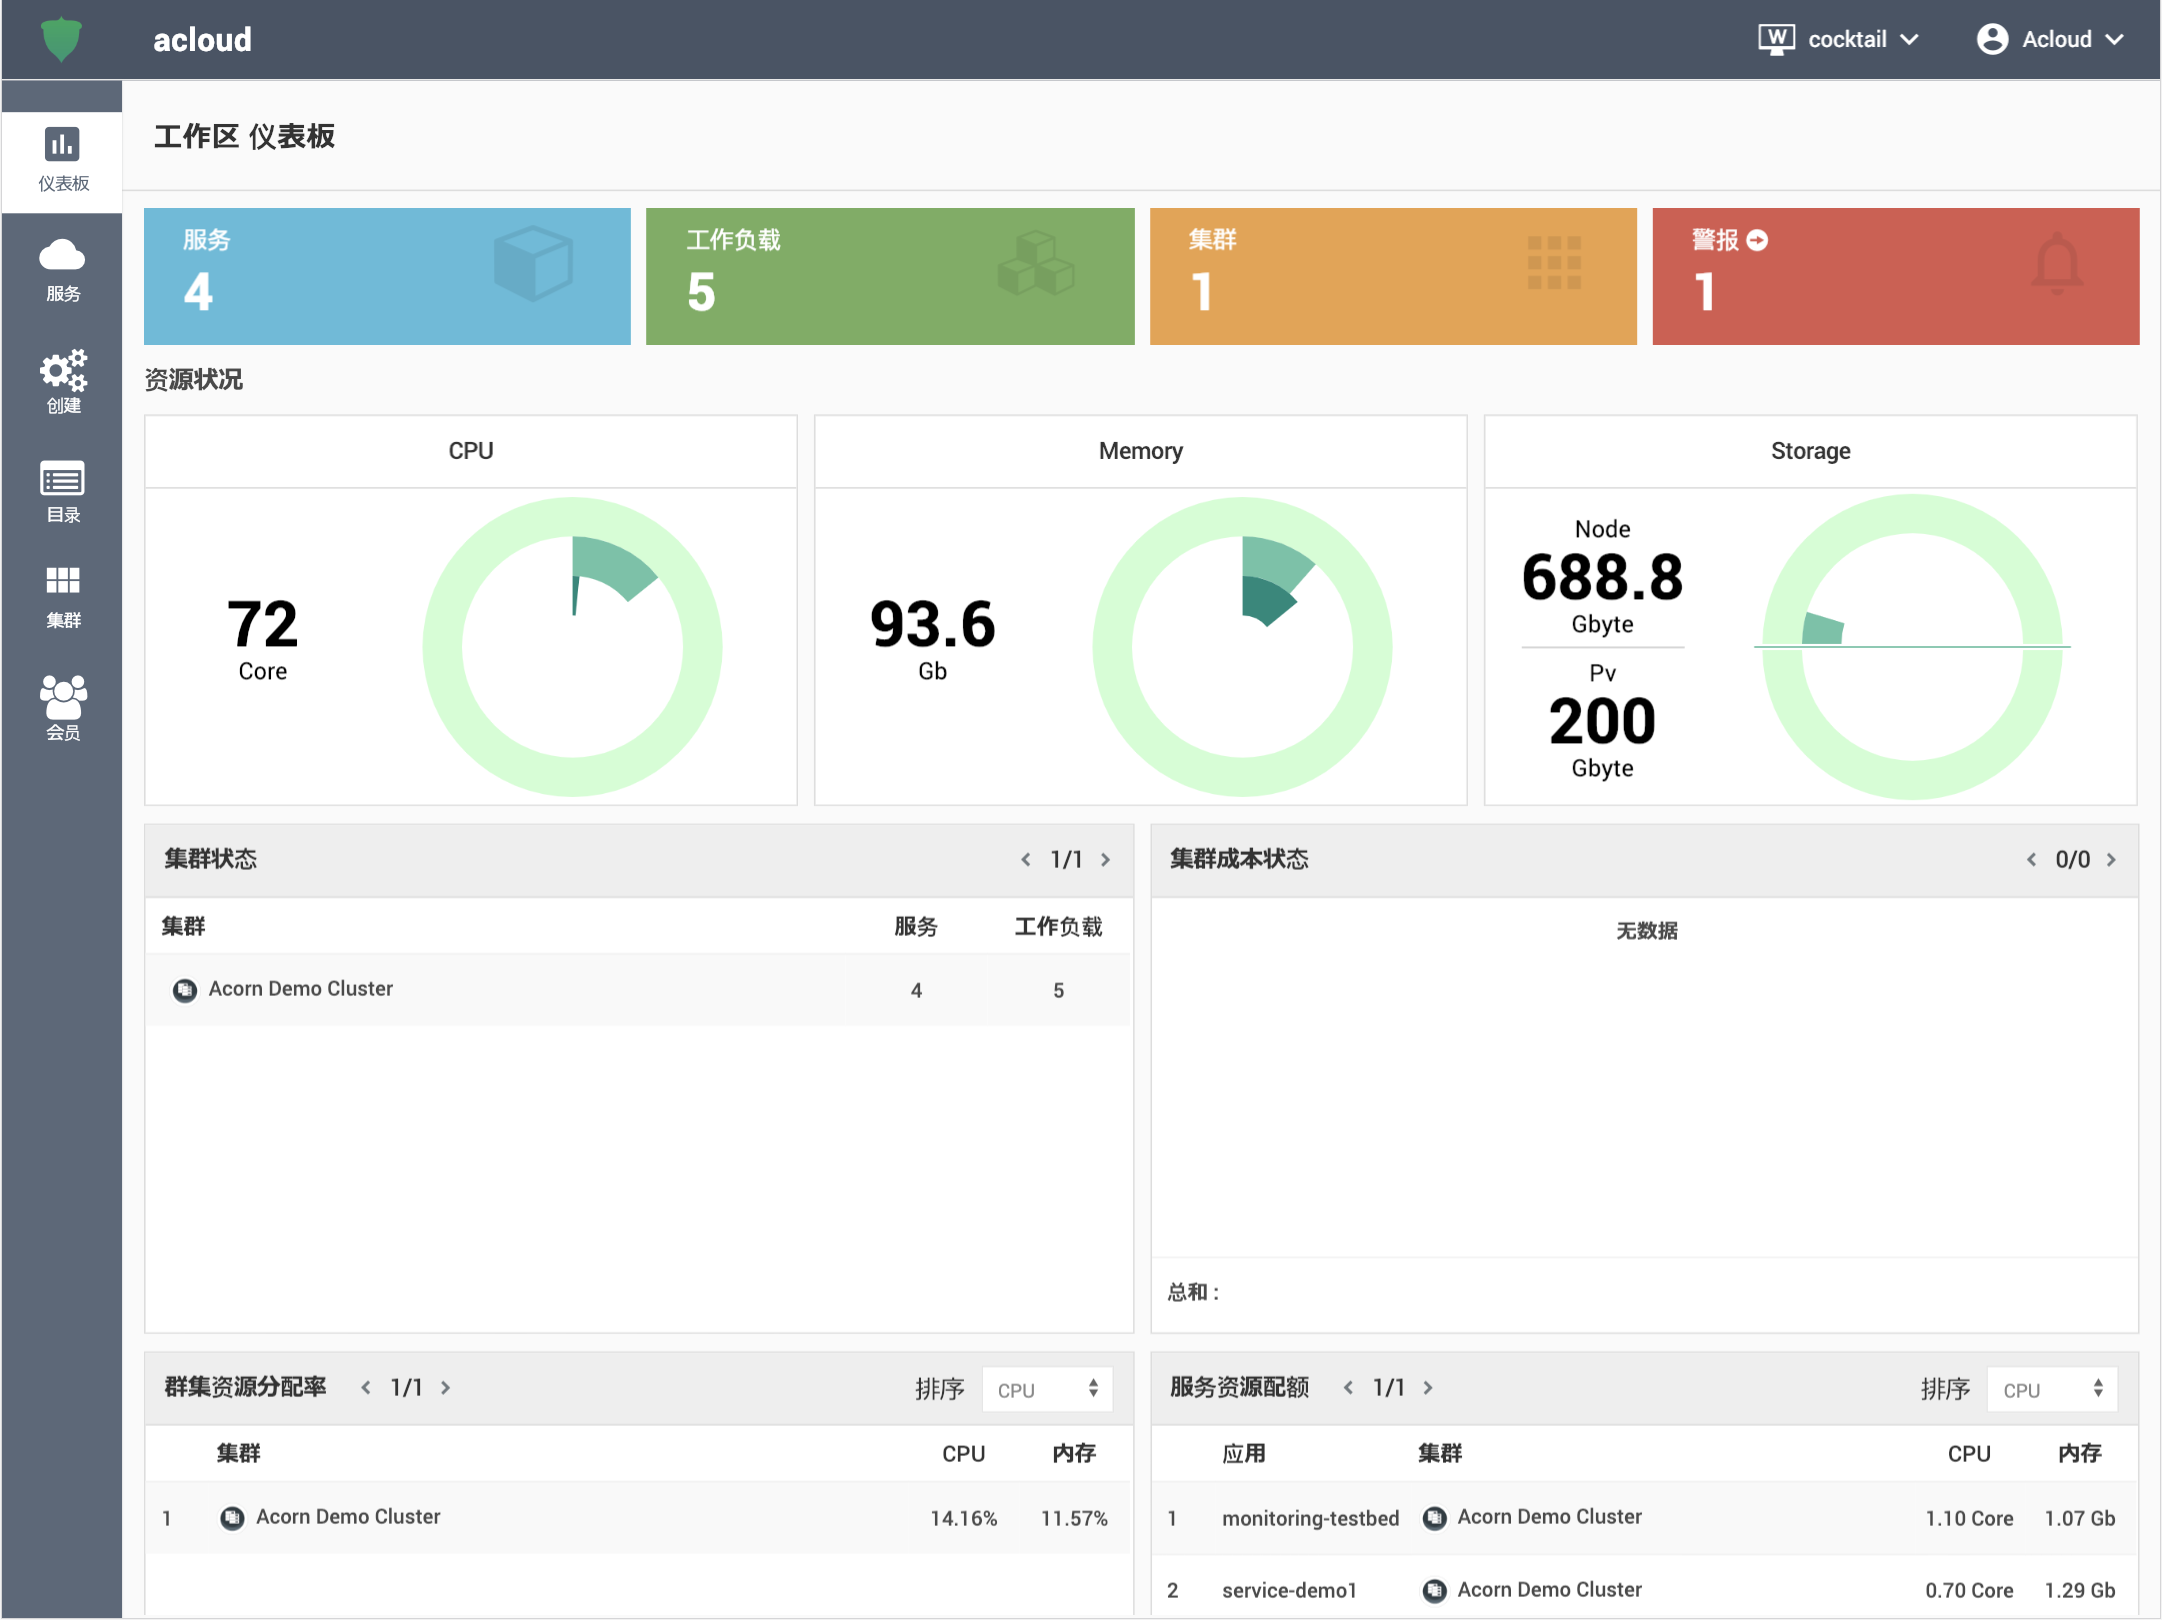 acloud
W cocktail
Acloud
仪表板
服务
创建
目录
集群
会员
工作区 仪表板
服务
4
工作负载
5
集群
1
警报
1
资源状况
CPU
72
Core
Memory
93.6
Gb
Storage
Node
688.8
Gbyte
Pv
200
Gbyte
集群状态 1/1
集群 服务 工作负载
Acorn Demo Cluster 4 5
集群成本状态 0/0
无数据
总和 :
群集资源分配率 1/1 排序 CPU
集群 CPU 内存
1 Acorn Demo Cluster 14.16% 11.57%
服务资源配额 1/1 排序 CPU
应用 集群 CPU 内存
1 monitoring-testbed Acorn Demo Cluster 1.10 Core 1.07 Gb
2 service-demo1 Acorn Demo Cluster 0.70 Core 1.29 Gb